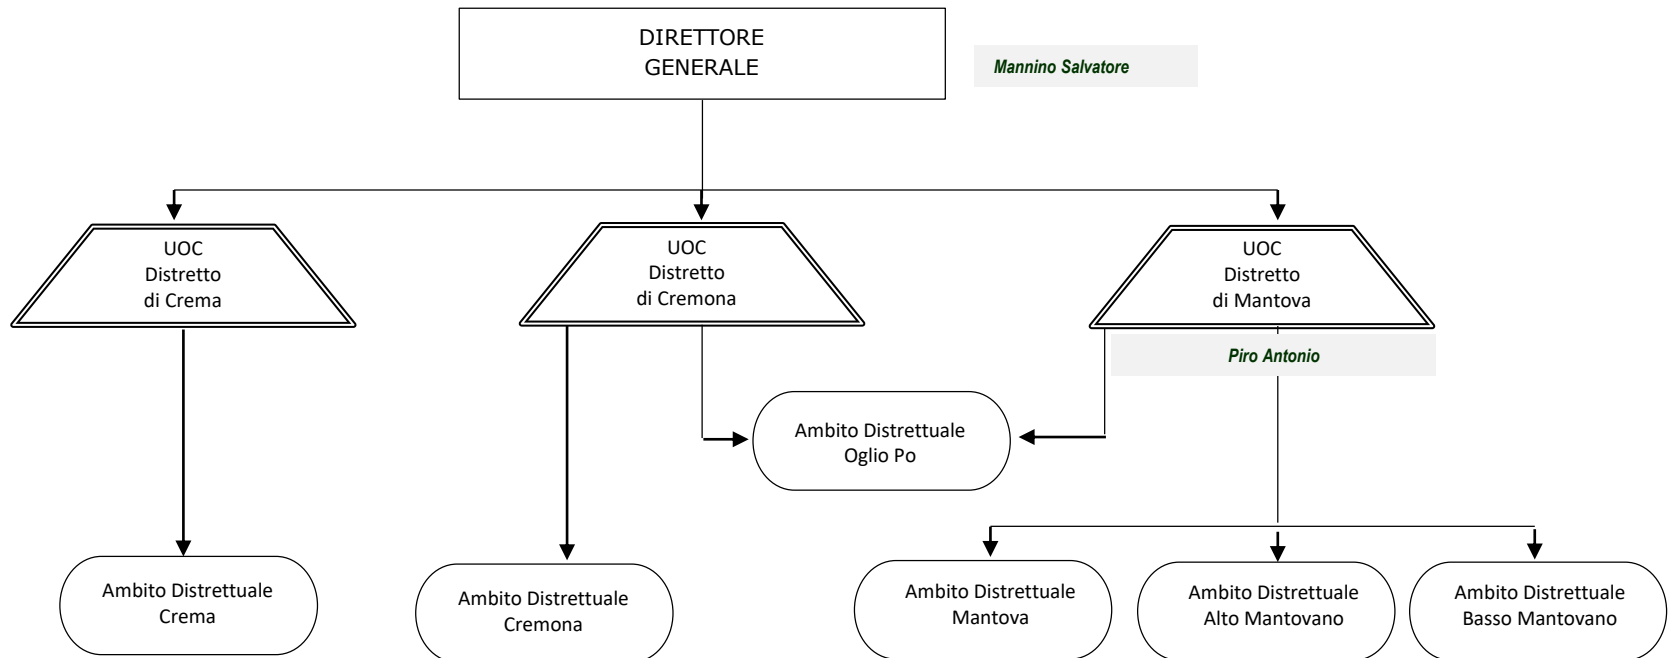 DIRETTORE
GENERALE
Mannino Salvatore
UOC
Distretto
di Crema
UOC
Distretto
di Cremona
UOC
Distretto
di Mantova
Piro Antonio
Ambito Distrettuale
Oglio Po
Ambito Distrettuale
Crema
Ambito Distrettuale
Cremona
Ambito Distrettuale
Mantova
Ambito Distrettuale
Alto Mantovano
Ambito Distrettuale
Basso Mantovano